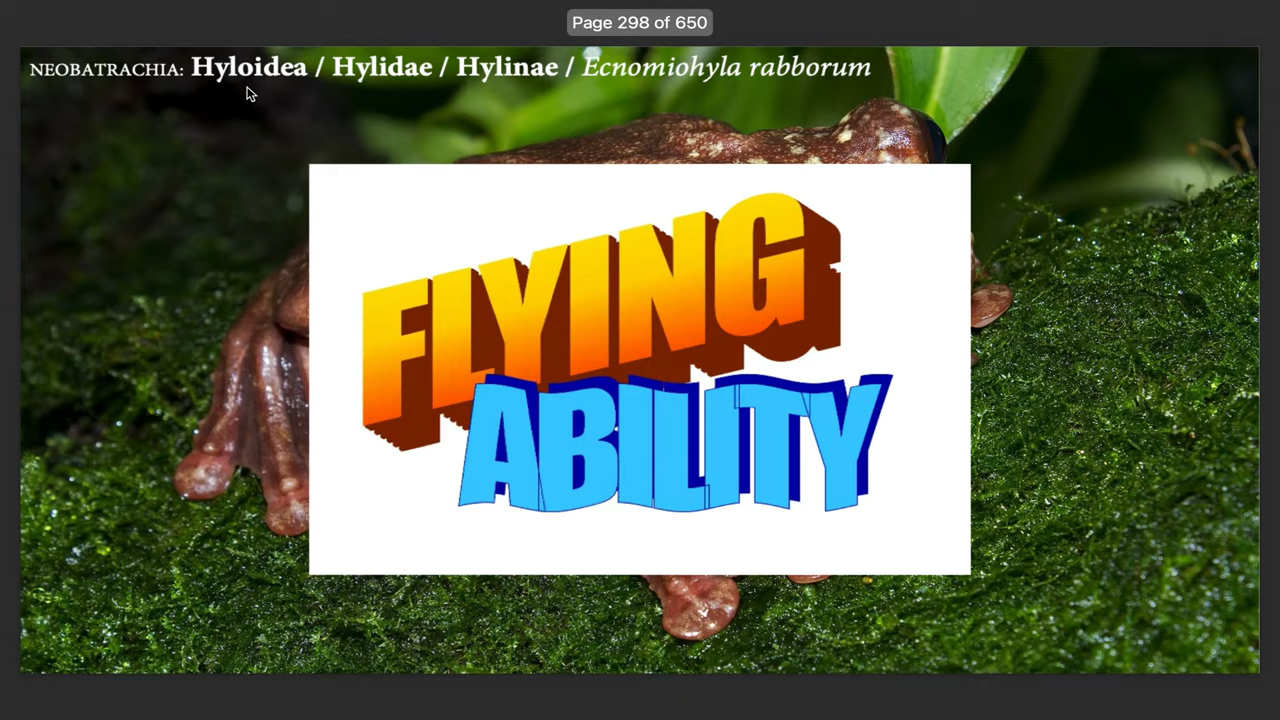 Page 298 of 650
NEOBATRACHIA: Hyloidea / Hylidae / Hylinae / Ecnomiohyla rabborum
FLYING
ABILITY